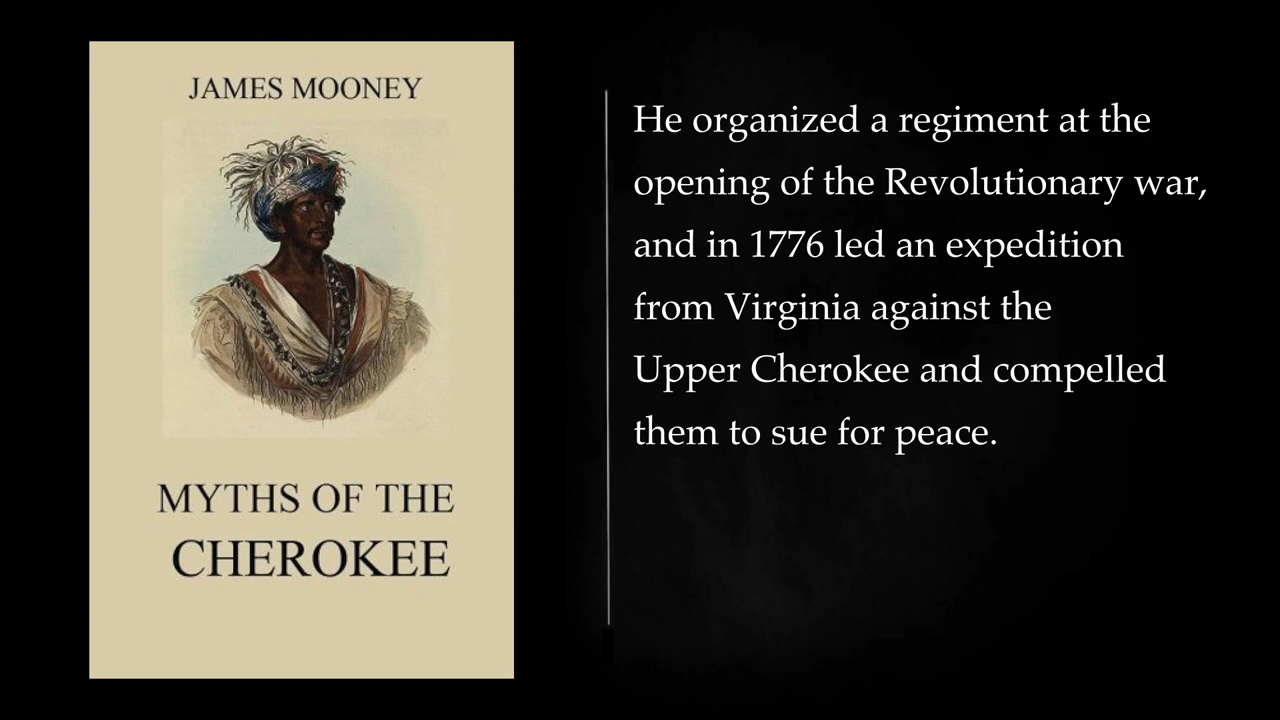 JAMES MOONEY
MYTHS OF THE
CHEROKEE
He organized a regiment at the
opening of the Revolutionary war,
and in 1776 led an expedition
from Virginia against the
Upper Cherokee and compelled
them to sue for peace.